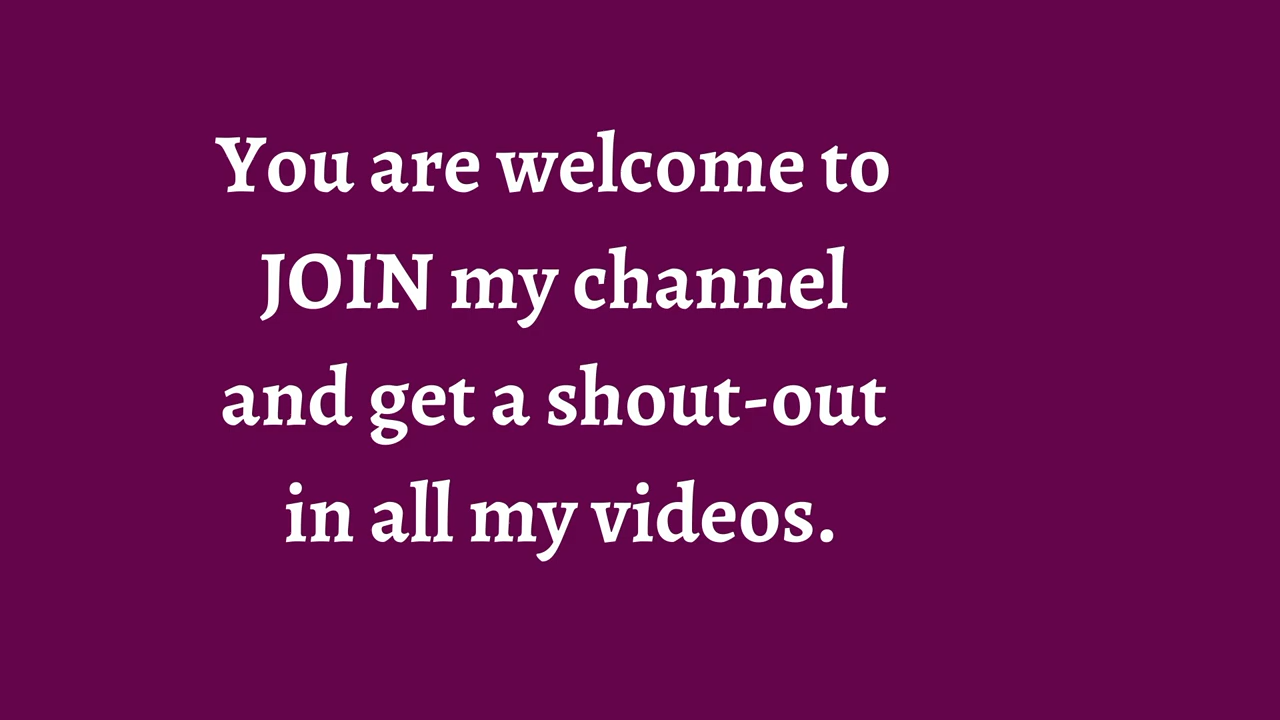 You are welcome to
JOIN my channel
and get a shout-out
in all my videos.